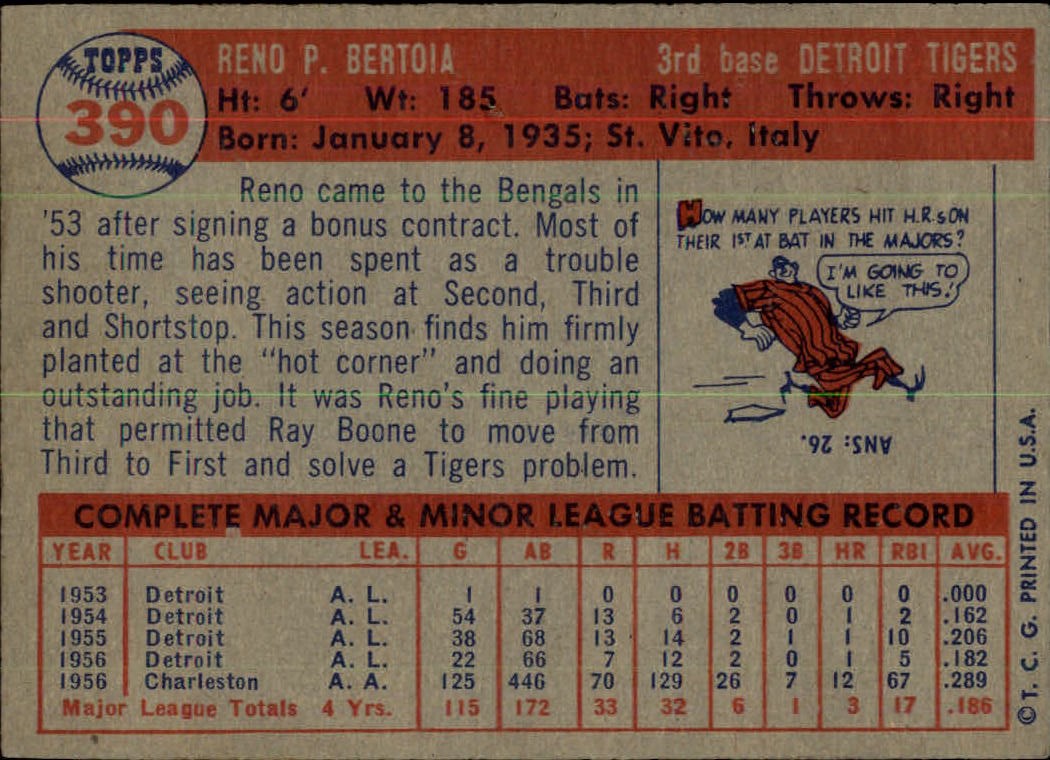 TOPPS
390
RENO P. BERTOIA 3rd base DETROIT TIGERS
Ht: 6' Wt: 185 Bats: Right Throws: Right
Born: January 8, 1935; St. Vito, Italy
Reno came to the Bengals in
'53 after signing a bonus contract. Most of
his time has been spent as a trouble
shooter, seeing action at Second, Third
and Shortstop. This season finds him firmly
planted at the "hot corner" and doing an
outstanding job. It was Reno's fine playing
that permitted Ray Boone to move from
Third to First and solve a Tigers problem.
HOW MANY PLAYERS HIT H.R.s ON
THEIR 1ST AT BAT IN THE MAJORS?
I'M GOING TO
LIKE THIS!
ANS: 26.
COMPLETE MAJOR & MINOR LEAGUE BATTING RECORD
YEAR CLUB LEA. G AB R H 2B 3B HR RBI AVG.
1953 Detroit A. L. 1 1 0 0 0 0 0 0 .000
1954 Detroit A. L. 54 37 13 6 2 0 1 2 .162
1955 Detroit A. L. 38 68 13 14 2 1 1 10 .206
1956 Detroit A. L. 22 66 7 12 2 0 1 5 .182
1956 Charleston A. A. 125 446 70 129 26 7 12 67 .289
Major League Totals 4 Yrs. 115 172 33 32 6 1 3 17 .186
© T. C. G. PRINTED IN U.S.A.